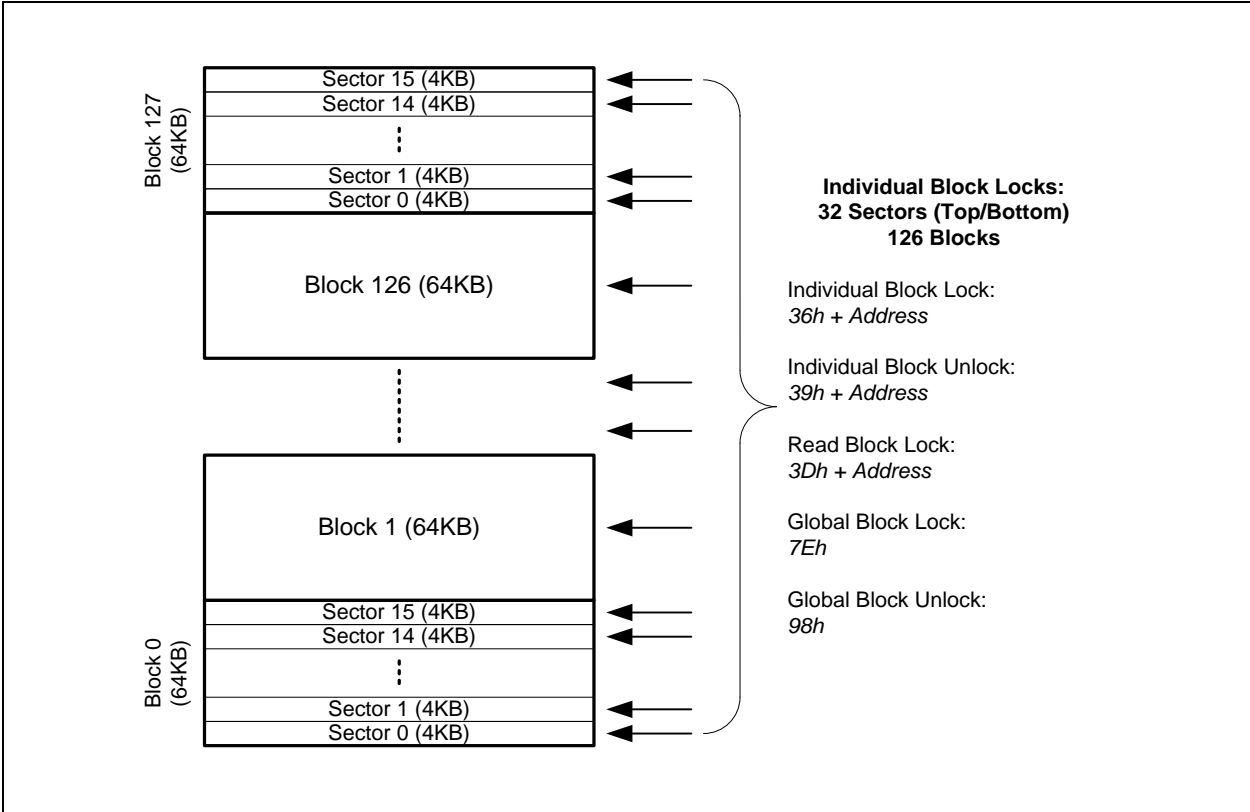 Block 127
(64KB)
Sector 15 (4KB)
Sector 14 (4KB)
Sector 1 (4KB)
Sector 0 (4KB)
Block 126 (64KB)
Block 1 (64KB)
Block 0
(64KB)
Sector 15 (4KB)
Sector 14 (4KB)
Sector 1 (4KB)
Sector 0 (4KB)
Individual Block Locks:
32 Sectors (Top/Bottom)
126 Blocks
Individual Block Lock:
36h + Address
Individual Block Unlock:
39h + Address
Read Block Lock:
3Dh + Address
Global Block Lock:
7Eh
Global Block Unlock:
98h